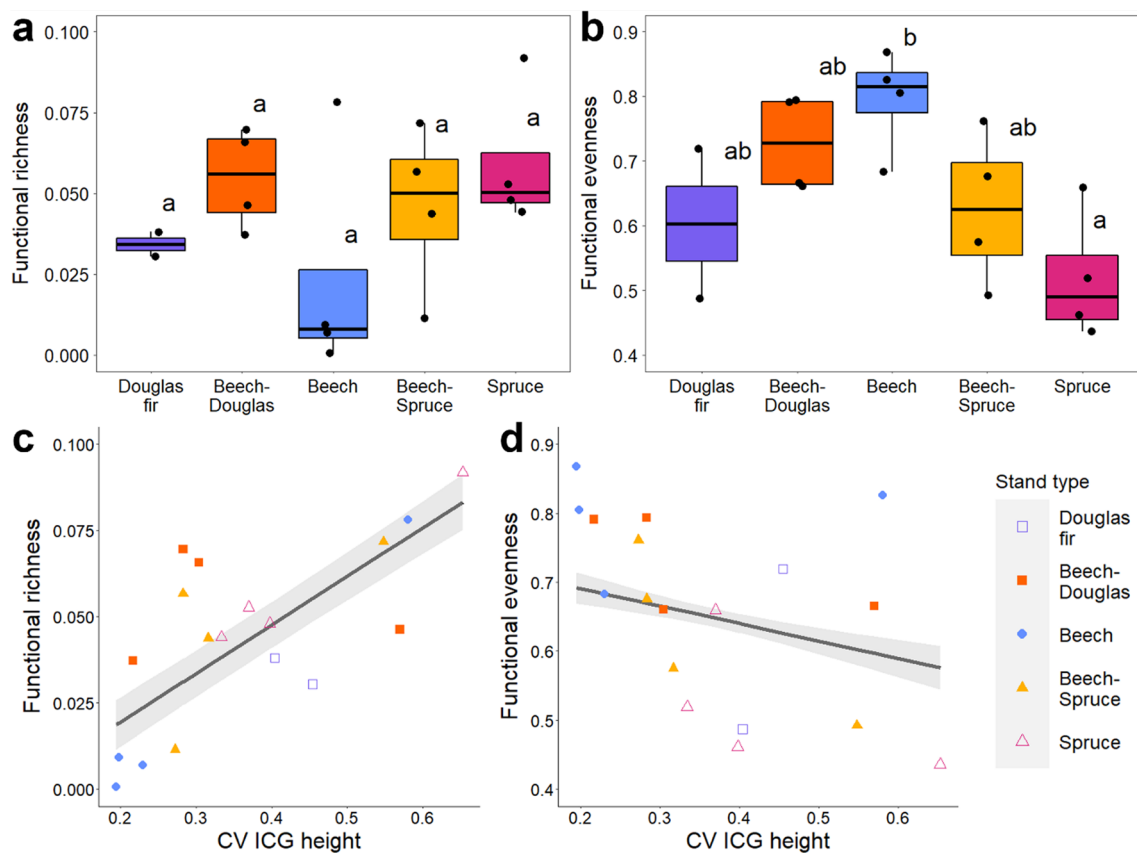 a
0.100
0.075
0.050
0.025
0.000
Functional richness
a
a
a
a
a
Douglas
fir
Beech-
Douglas
Beech
Beech-
Spruce
Spruce
b
0.9
0.8
0.7
0.6
0.5
0.4
Functional evenness
ab
ab
b
ab
a
Douglas
fir
Beech-
Douglas
Beech
Beech-
Spruce
Spruce
c
0.100
0.075
0.050
0.025
0.000
Functional richness
0.2 0.3 0.4 0.5 0.6
CV ICG height
d
0.9
0.8
0.7
0.6
0.5
0.4
Functional evenness
0.2 0.3 0.4 0.5 0.6
CV ICG height
Stand type
Douglas
fir
Beech-
Douglas
Beech
Beech-
Spruce
Spruce